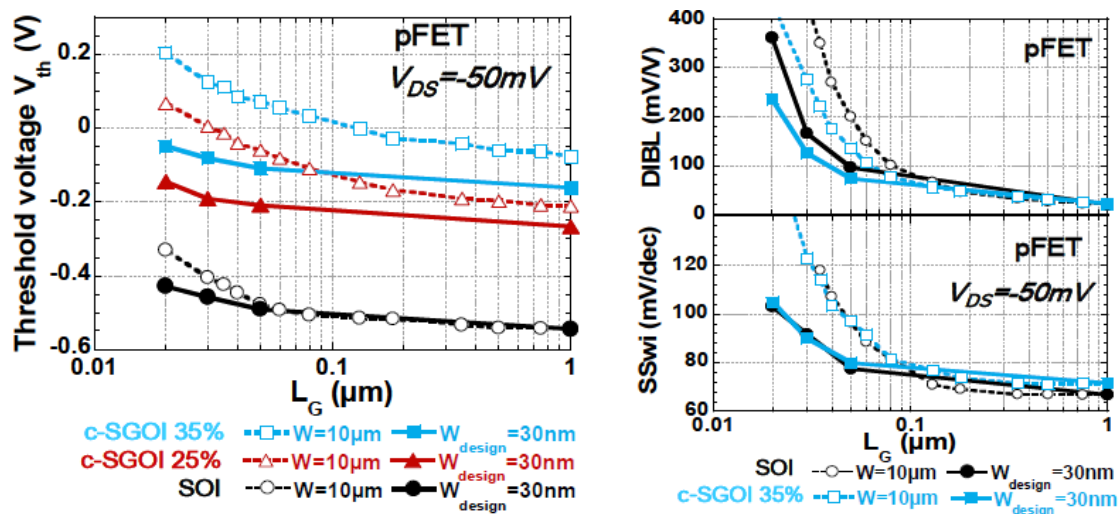 Threshold voltage V_th (V)
0.2
0
-0.2
-0.4
-0.6
pFET
V_DS=-50mV
0.01
0.1
1
L_G (µm)
c-SGOI 35% W=10µm W_design=30nm
c-SGOI 25% W=10µm W_design=30nm
SOI W=10µm W_design=30nm
DIBL (mV/V)
400
300
200
100
0
pFET
SSwi (mV/dec)
120
100
80
60
pFET
V_DS=-50mV
0.01
0.1
1
L_G (µm)
SOI W=10µm W_design=30nm
c-SGOI 35% W=10µm W_design=30nm